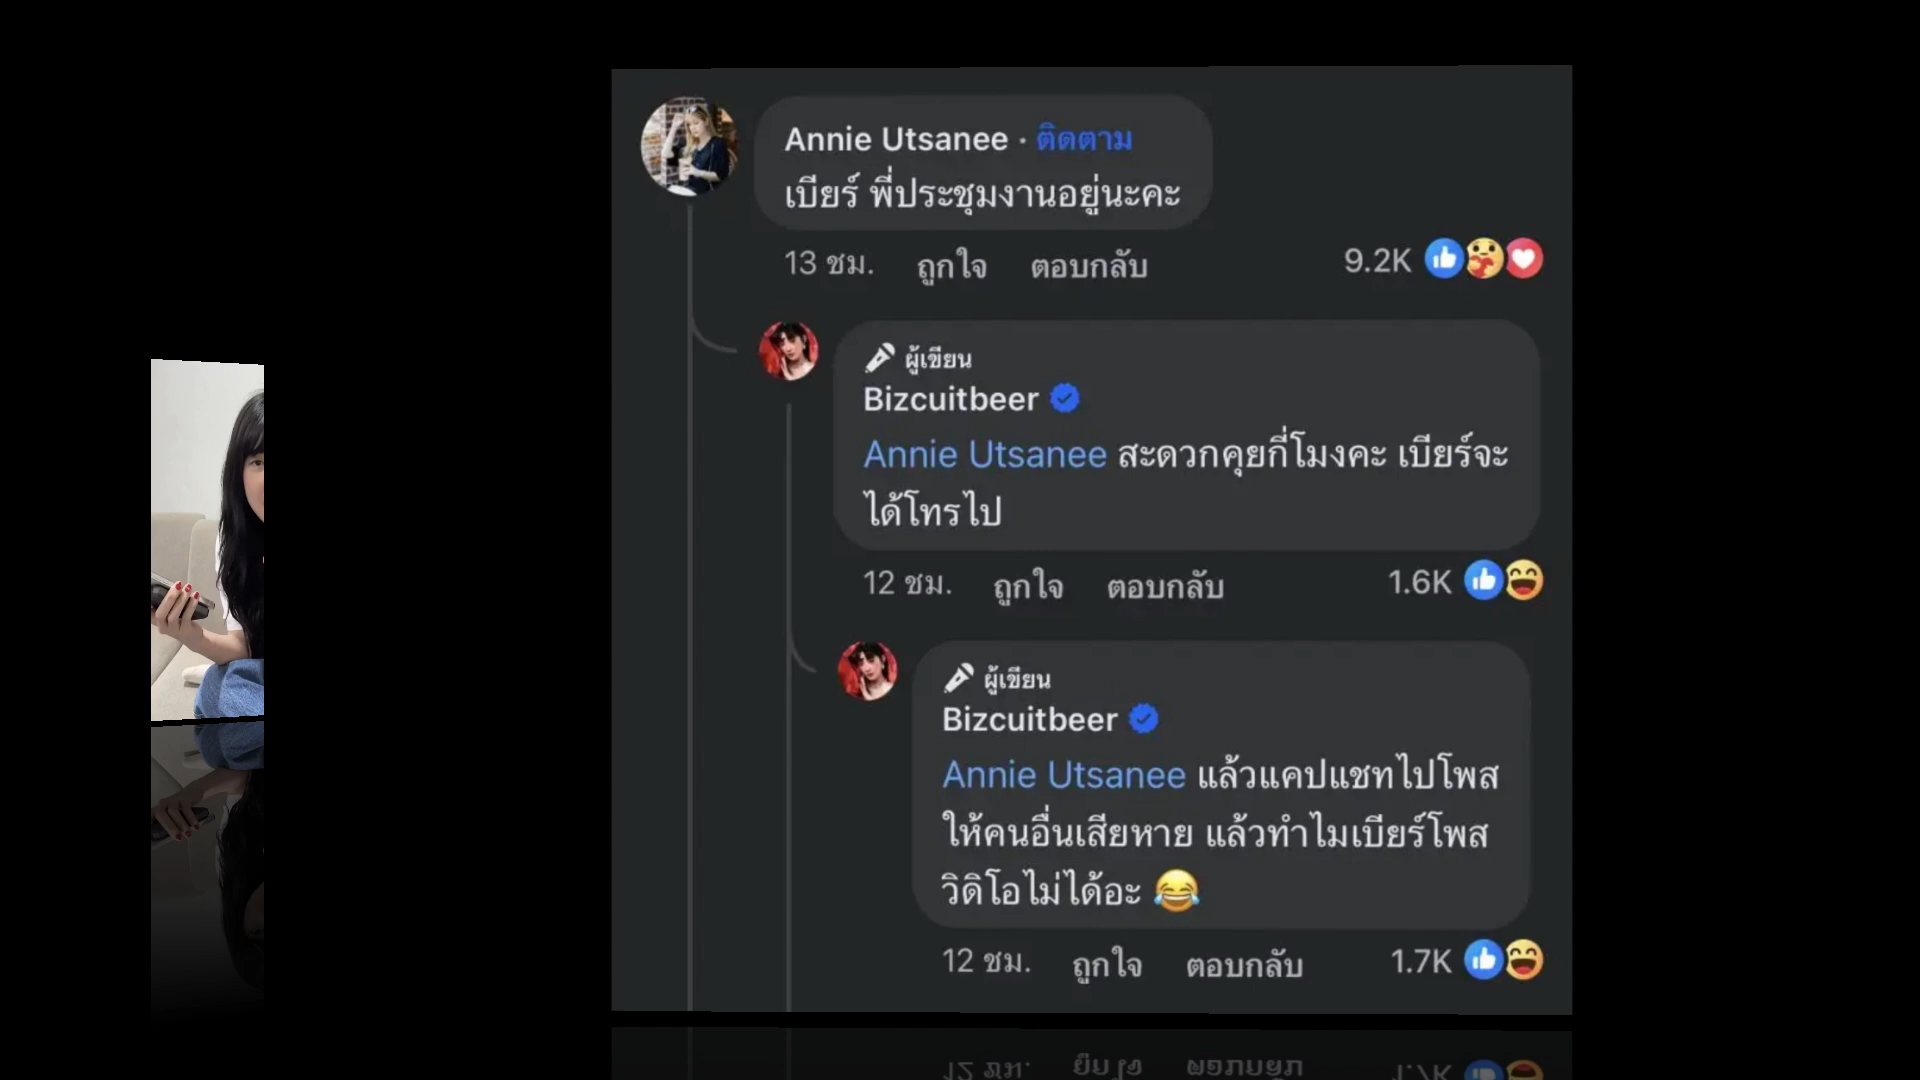 Annie Utsanee · ติดตาม
เบียร์ พี่ประชุมงานอยู่นะคะ
13 ชม. ถูกใจ ตอบกลับ 9.2K
ผู้เขียน
Bizcuitbeer
Annie Utsanee สะดวกคุยกี่โมงคะ เบียร์จะ
ได้โทรไป
12 ชม. ถูกใจ ตอบกลับ 1.6K
ผู้เขียน
Bizcuitbeer
Annie Utsanee แล้วแคปแชทไปโพส
ให้คนอื่นเสียหาย แล้วทำไมเบียร์โพส
วิดิโอไม่ได้อะ 😂
12 ชม. ถูกใจ ตอบกลับ 1.7K